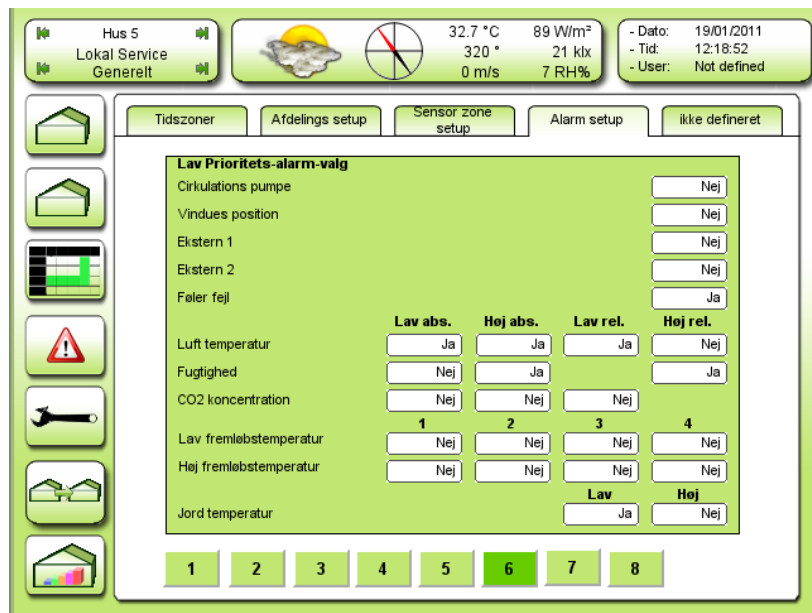 Hus 5
Lokal Service
Generelt
32.7 °C 89 W/m²
320 ° 21 klx
0 m/s 7 RH%
- Dato: 19/01/2011
- Tid: 12:18:52
- User: Not defined
Tidszoner Afdelings setup Sensor zone setup Alarm setup ikke defineret
Lav Prioritets-alarm-valg
Cirkulations pumpe Nej
Vindues position Nej
Ekstern 1 Nej
Ekstern 2 Nej
Føler fejl Ja
Lav abs. Høj abs. Lav rel. Høj rel.
Luft temperatur Ja Ja Ja Nej
Fugtighed Nej Ja Ja
CO2 koncentration Nej Nej Nej
1 2 3 4
Lav fremløbstemperatur Nej Nej Nej Nej
Høj fremløbstemperatur Nej Nej Nej Nej
Lav Høj
Jord temperatur Ja Nej
1 2 3 4 5 6 7 8